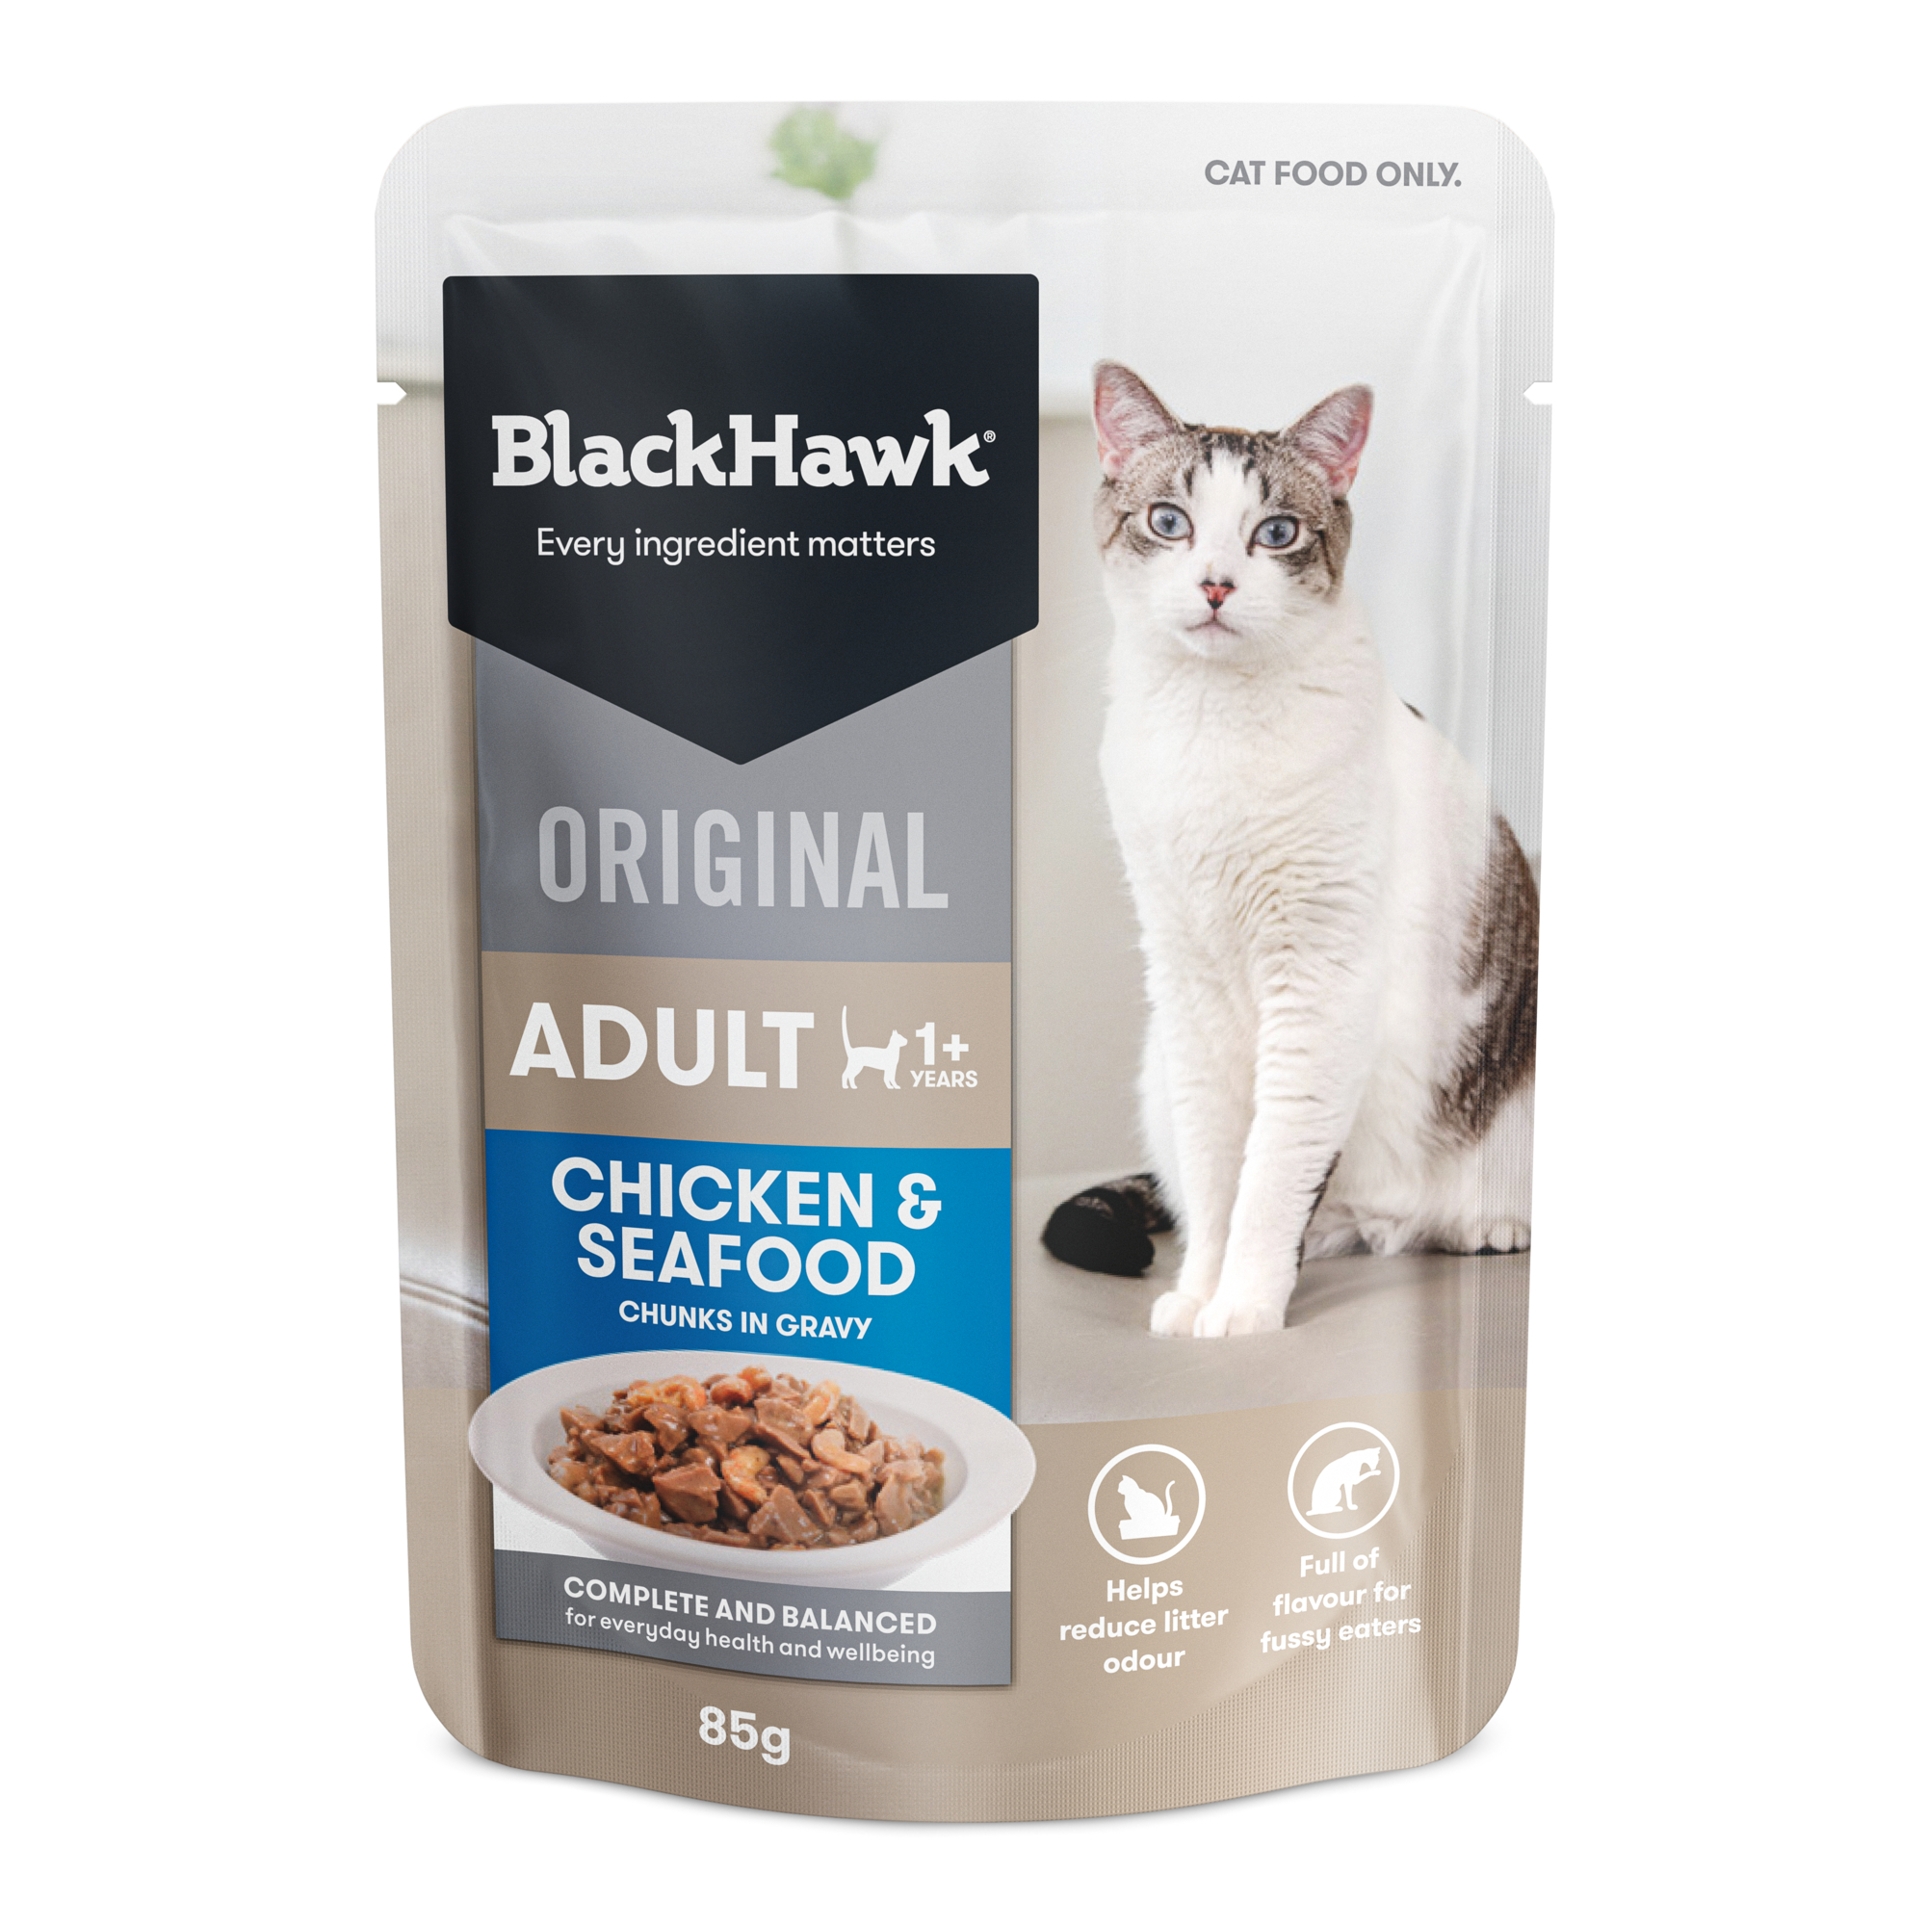 CAT FOOD ONLY.
BlackHawk®
Every ingredient matters
ORIGINAL
ADULT 1+ YEARS
CHICKEN &
SEAFOOD
CHUNKS IN GRAVY
COMPLETE AND BALANCED
for everyday health and wellbeing
Helps
reduce litter
odour
Full of
flavour for
fussy eaters
85g